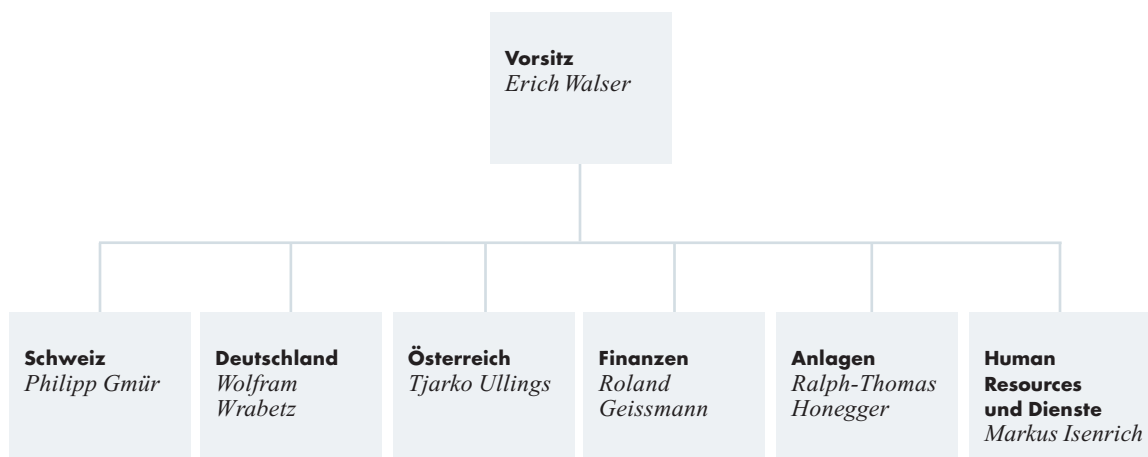 Vorsitz
Erich Walser
Schweiz
Philipp Gmür
Deutschland
Wolfram
Wrabetz
Österreich
Tjarko Ullings
Finanzen
Roland
Geissmann
Anlagen
Ralph-Thomas
Honegger
Human
Resources
und Dienste
Markus Isenrich